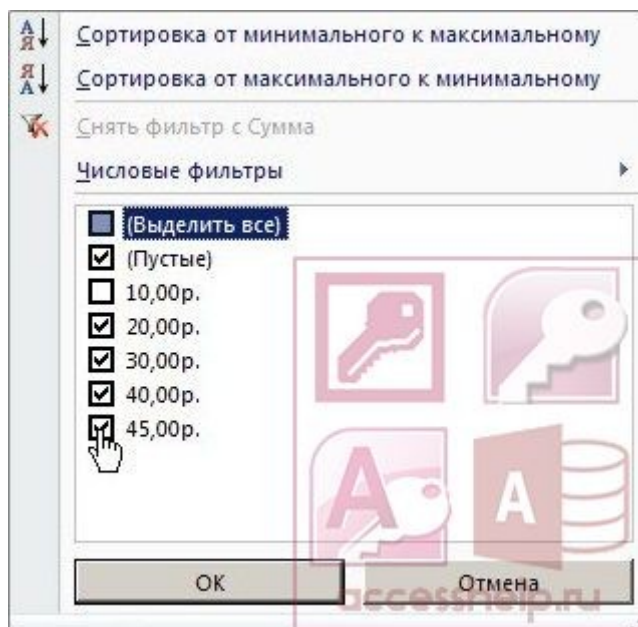 Сортировка от минимального к максимальному
Сортировка от максимального к минимальному
Снять фильтр с Сумма
Числовые фильтры
(Выделить все)
(Пустые)
10,00р.
20,00р.
30,00р.
40,00р.
45,00р.
ОК
Отмена
accesshelp.ru